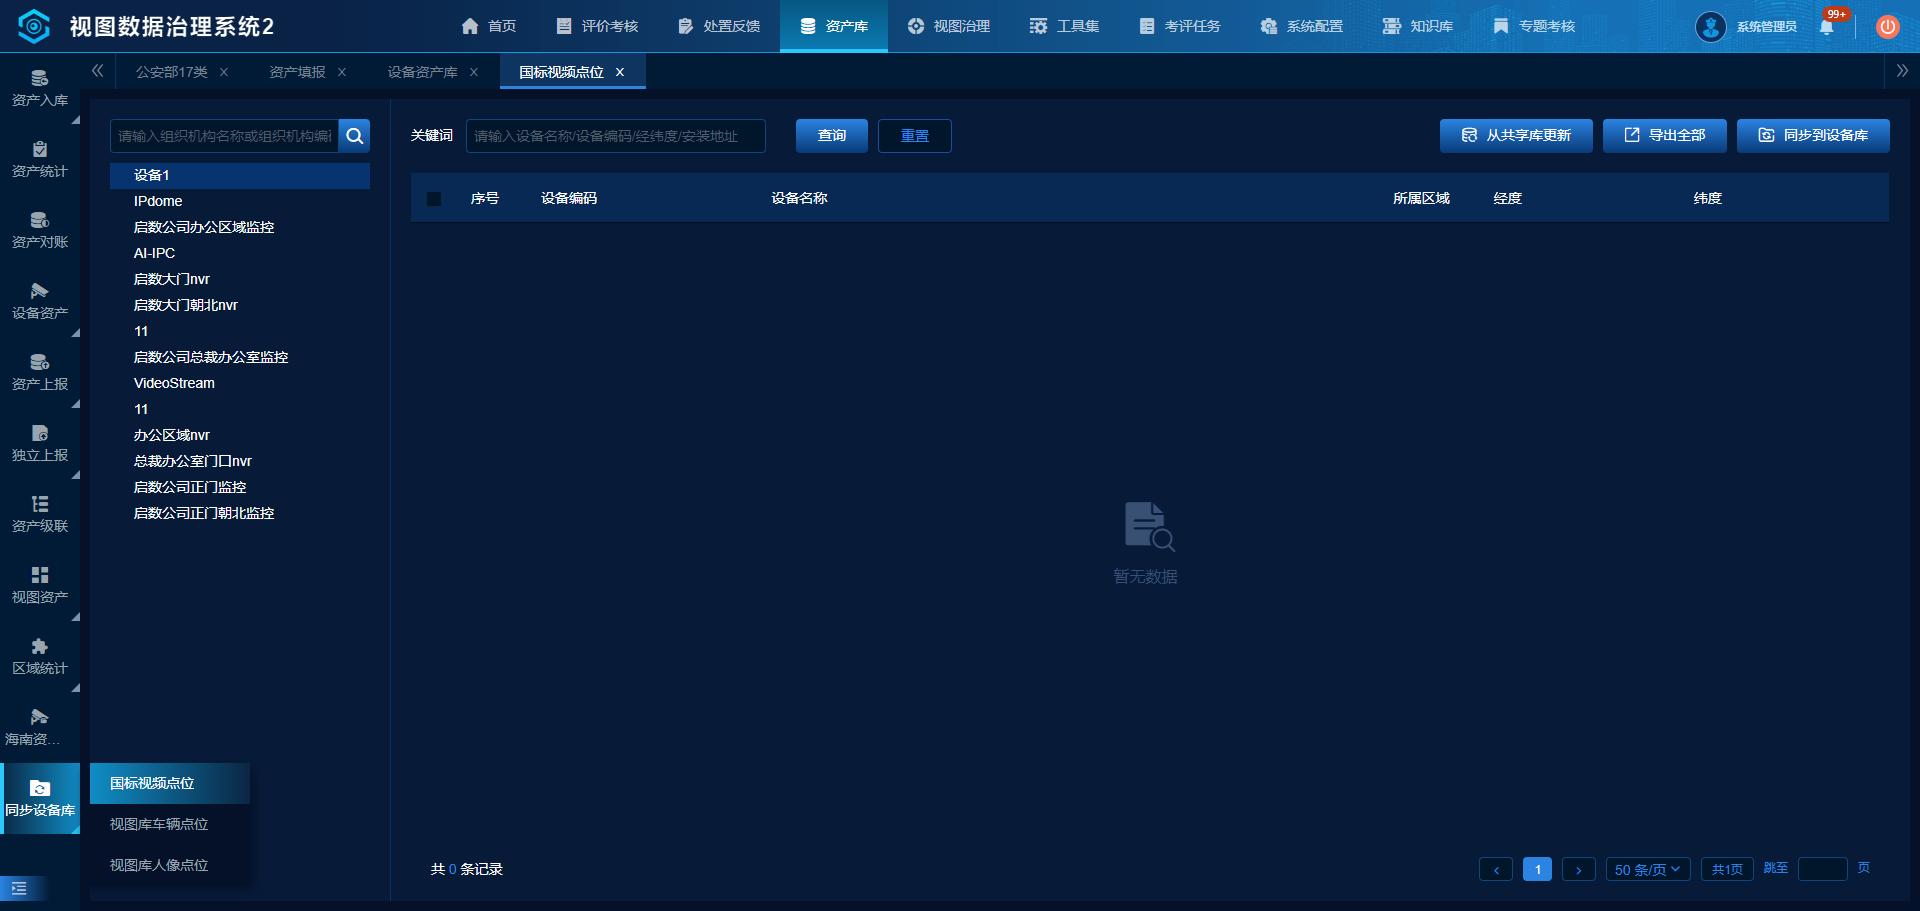 视图数据治理系统2
首页
评价考核
处置反馈
资产库
视图治理
工具集
考评任务
系统配置
知识库
专题考核
系统管理员
99+
资产入库
资产统计
资产对账
设备资产
资产上报
独立上报
资产级联
视图资产
区域统计
海南资...
同步设备库
公安部17类 X
资产填报 X
设备资产库 X
国标视频点位 X
请输入组织机构名称或组织机构编
设备1
IPdome
启数公司办公区域监控
AI-IPC
启数大门nvr
启数大门朝北nvr
11
启数公司总裁办公室监控
VideoStream
11
办公区域nvr
总裁办公室门口nvr
启数公司正门监控
启数公司正门朝北监控
国标视频点位
视图库车辆点位
视图库人像点位
关键词
请输入设备名称/设备编码/经纬度/安装地址
查询
重置
从共享库更新
导出全部
同步到设备库
序号
设备编码
设备名称
所属区域
经度
纬度
暂无数据
共 0 条记录
1
50 条/页
共1页
跳至
页